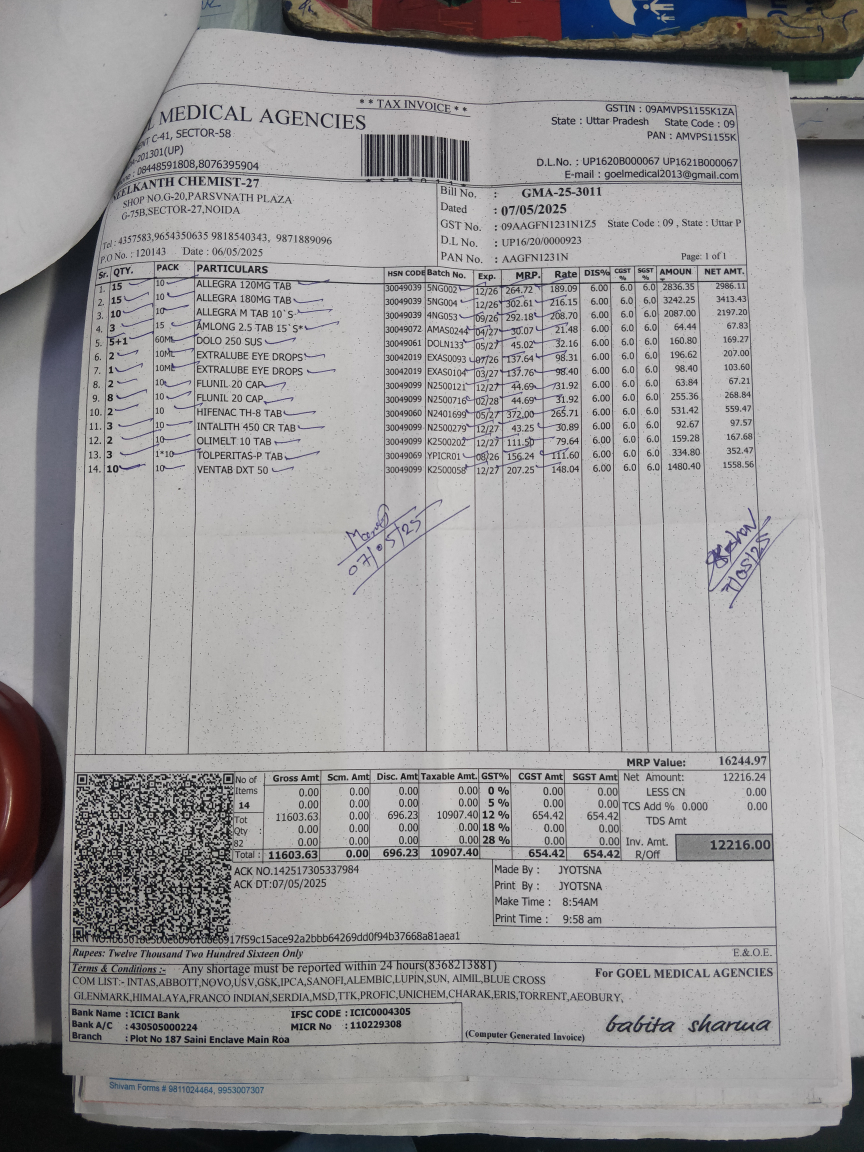 ** TAX INVOICE **
MEDICAL AGENCIES
C-41, SECTOR-58
201301(UP)
: 08448591808,8076395904
GSTIN : 09AMVPS1155K1ZA
State : Uttar Pradesh State Code : 09
PAN : AMVPS1155K
D.L.No. : UP1620B000067 UP1621B000067
E-mail : goelmedical2013@gmail.com
EELKANTH CHEMIST-27
SHOP NO.G-20,PARSVNATH PLAZA
G-75B,SECTOR-27,NOIDA
Tel : 4357583,9654350635 9818540343, 9871889096
P.O No. : 120143 Date : 06/05/2025
Bill No. : GMA-25-3011
Dated : 07/05/2025
GST No. : 09AAGFN1231N1Z5 State Code : 09 , State : Uttar P
D.L No. : UP16/20/0000923
PAN No. : AAGFN1231N Page: 1 of 1
Sr. QTY. PACK PARTICULARS HSN CODE Batch No. Exp. MRP. Rate DIS% CGST % SGST % AMOUN NET AMT.
1. 15 10 ALLEGRA 120MG TAB 30049039 5NG002 12/26 264.72 189.09 6.00 6.0 6.0 2836.35 2986.11
2. 15 10 ALLEGRA 180MG TAB 30049039 5NG004 12/26 302.61 216.15 6.00 6.0 6.0 3242.25 3413.43
3. 10 10 ALLEGRA M TAB 10`S 30049039 4NG053 09/26 292.18 208.70 6.00 6.0 6.0 2087.00 2197.20
4. 3 15 AMLONG 2.5 TAB 15`S* 30049072 AMAS0244 04/27 30.07 21.48 6.00 6.0 6.0 64.44 67.83
5. 5+1 60ML DOLO 250 SUS 30049061 DOLN133 05/27 45.02 32.16 6.00 6.0 6.0 160.80 169.27
6. 2 10ML EXTRALUBE EYE DROPS 30042019 EXAS0093 07/26 137.64 98.31 6.00 6.0 6.0 196.62 207.00
7. 1 10ML EXTRALUBE EYE DROPS 30042019 EXAS0104 03/27 137.76 98.40 6.00 6.0 6.0 98.40 103.60
8. 2 10 FLUNIL 20 CAP 30049099 N2500121 12/27 44.69 31.92 6.00 6.0 6.0 63.84 67.21
9. 8 10 FLUNIL 20 CAP 30049099 N2500716 02/28 44.69 31.92 6.00 6.0 6.0 255.36 268.84
10. 2 10 HIFENAC TH-8 TAB 30049060 N2401699 05/27 372.00 265.71 6.00 6.0 6.0 531.42 559.47
11. 3 10 INTALITH 450 CR TAB 30049099 N2500279 12/27 43.25 30.89 6.00 6.0 6.0 92.67 97.57
12. 2 10 OLIMELT 10 TAB 30049099 K2500202 12/27 111.50 79.64 6.00 6.0 6.0 159.28 167.68
13. 3 1*10 TOLPERITAS-P TAB 30049069 YPICR01 08/26 156.24 111.60 6.00 6.0 6.0 334.80 352.47
14. 10 10 VENTAB DXT 50 30049099 K2500058 12/27 207.25 148.04 6.00 6.0 6.0 1480.40 1558.56
07/05/25
7/05/25
MRP Value: 16244.97
No of Items 14 Tot Qty : 82
Gross Amt Scm. Amt Disc. Amt Taxable Amt. GST% CGST Amt SGST Amt
0.00 0.00 0.00 0.00 0 % 0.00 0.00
0.00 0.00 0.00 0.00 5 % 0.00 0.00
11603.63 0.00 696.23 10907.40 12 % 654.42 654.42
0.00 0.00 0.00 0.00 18 % 0.00 0.00
0.00 0.00 0.00 0.00 28 % 0.00 0.00
Total : 11603.63 0.00 696.23 10907.40 654.42 654.42
Net Amount: 12216.24
LESS CN 0.00
TCS Add % 0.000 0.00
TDS Amt
Inv. Amt. R/Off 12216.00
ACK NO.142517305337984
ACK DT:07/05/2025
Made By : JYOTSNA
Print By : JYOTSNA
Make Time : 8:54AM
Print Time : 9:58 am
Rupees: Twelve Thousand Two Hundred Sixteen Only E.&.O.E.
Terms & Conditions :- Any shortage must be reported within 24 hours(8368213881)
COM LIST:- INTAS,ABBOTT,NOVO,USV,GSK,IPCA,SANOFI,ALEMBIC,LUPIN,SUN, AIMIL,BLUE CROSS
GLENMARK,HIMALAYA,FRANCO INDIAN,SERDIA,MSD,TTK,PROFIC,UNICHEM,CHARAK,ERIS,TORRENT,AEOBURY,
For GOEL MEDICAL AGENCIES
Bank Name : ICICI Bank IFSC CODE : ICIC0004305
Bank A/C : 430505000224 MICR No : 110229308
Branch : Plot No 187 Saini Enclave Main Roa
(Computer Generated Invoice)
babita sharma
Shivam Forms # 9811024464, 9953007307